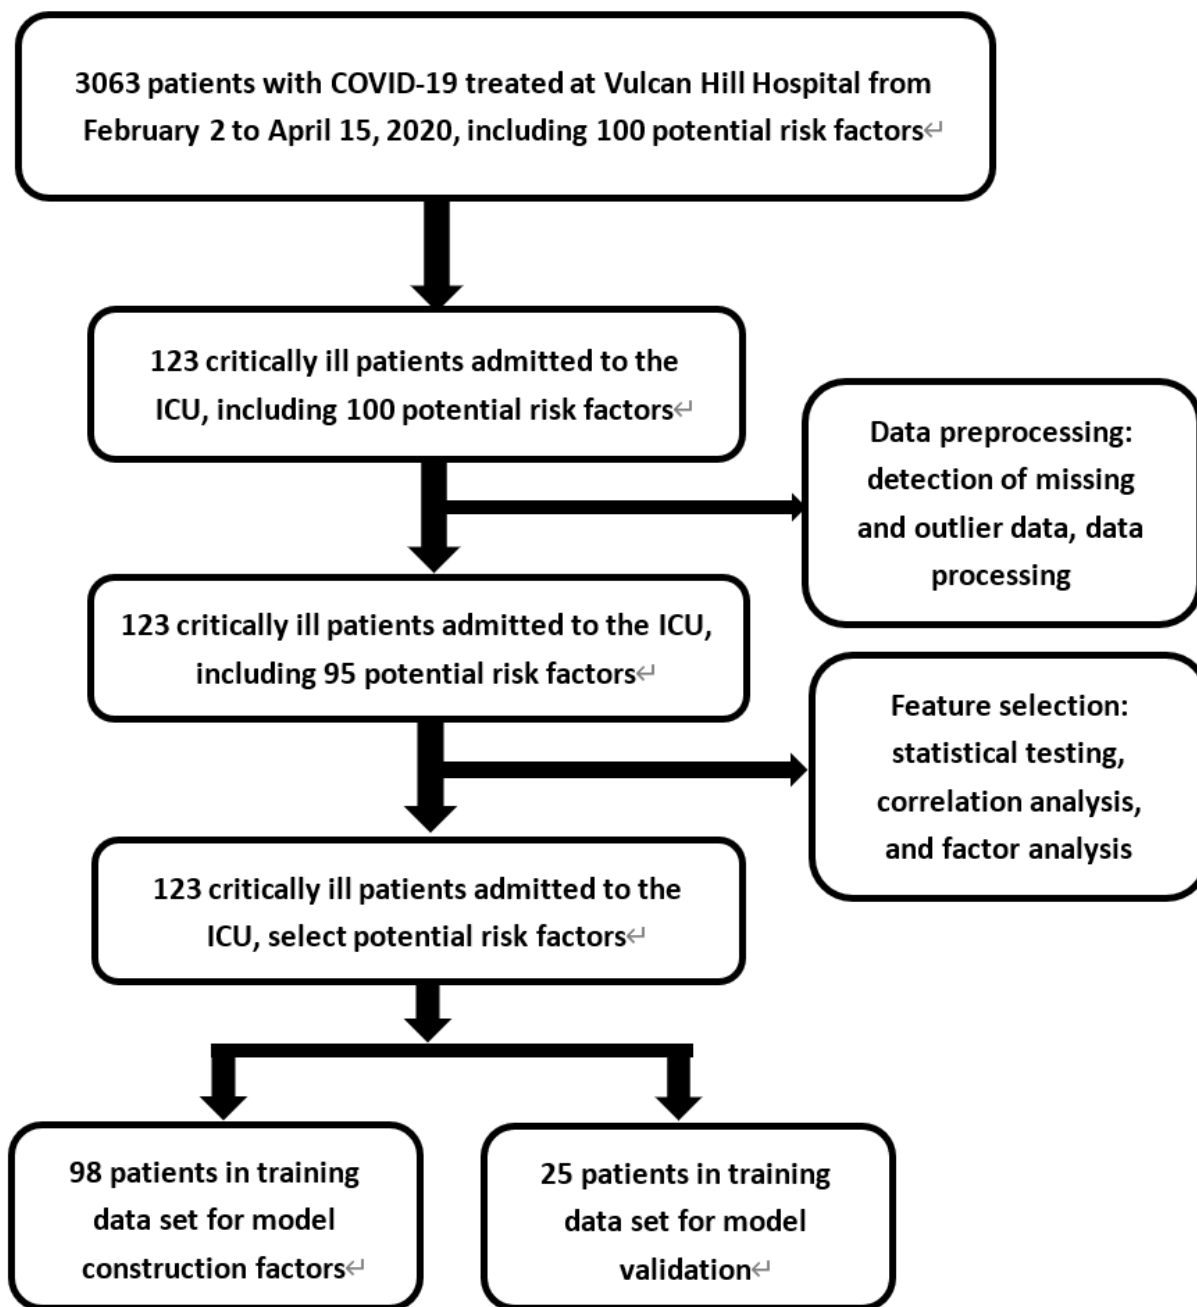 3063 patients with COVID-19 treated at Vulcan Hill Hospital from
February 2 to April 15, 2020, including 100 potential risk factors↵
123 critically ill patients admitted to the
ICU, including 100 potential risk factors↵
Data preprocessing:
detection of missing
and outlier data, data
processing
123 critically ill patients admitted to the ICU,
including 95 potential risk factors↵
Feature selection:
statistical testing,
correlation analysis,
and factor analysis
123 critically ill patients admitted to the
ICU, select potential risk factors↵
98 patients in training
data set for model
construction factors↵
25 patients in training
data set for model
validation↵